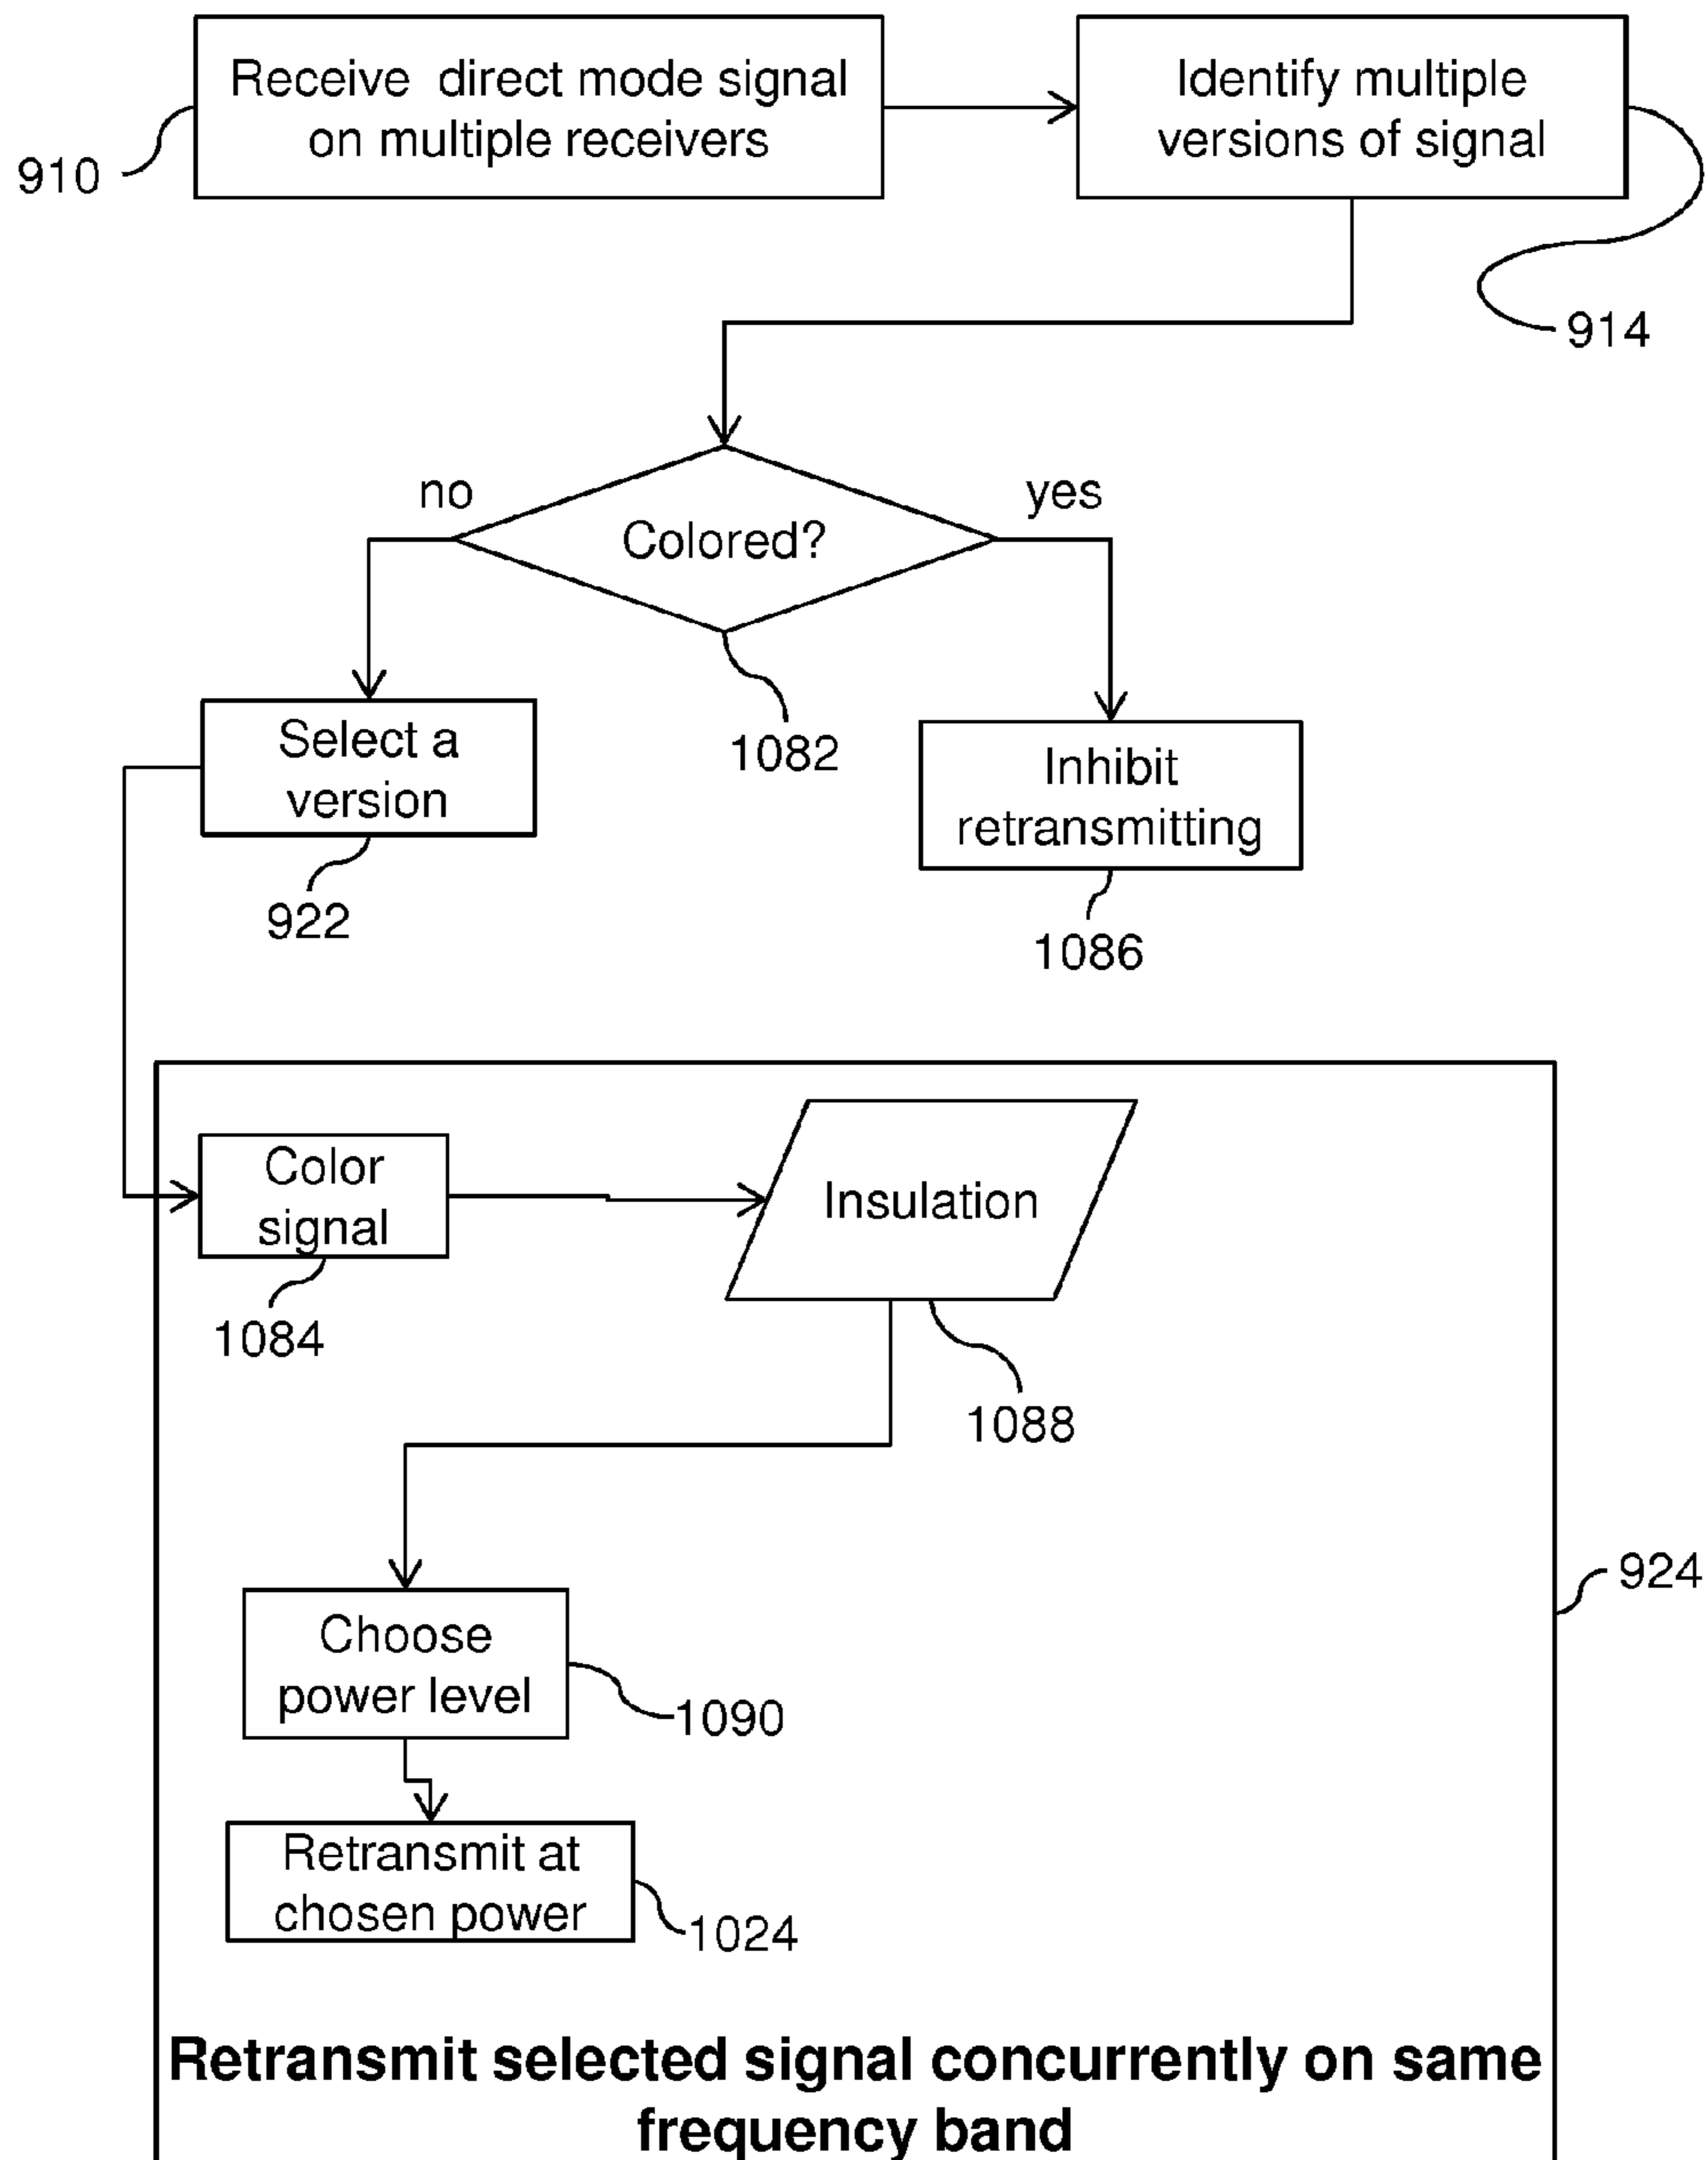 Receive direct mode signal
on multiple receivers
910
Identify multiple
versions of signal
914
no
yes
Colored?
1082
Select a
version
922
Inhibit
retransmitting
1086
Color
signal
1084
Insulation
1088
924
Choose
power level
1090
Retransmit at
chosen power
1024
Retransmit selected signal concurrently on same
frequency band